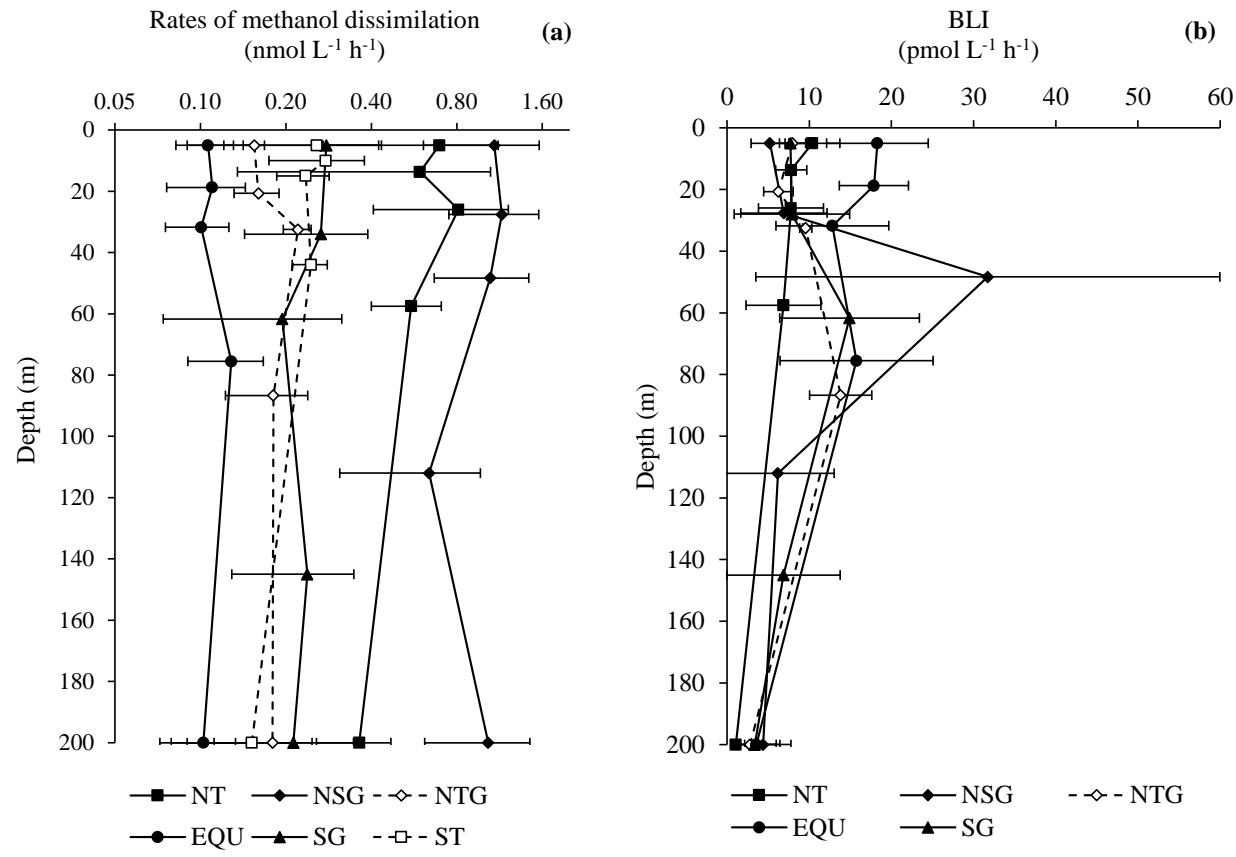 Rates of methanol dissimilation
(nmol L-1 h-1)
(a)
0.05 0.10 0.20 0.40 0.80 1.60
0
20
40
60
80
100
120
140
160
180
200
Depth (m)
NT NSG NTG
EQU SG ST
BLI
(pmol L-1 h-1)
(b)
0 10 20 30 40 50 60
0
20
40
60
80
100
120
140
160
180
200
Depth (m)
NT NSG NTG
EQU SG